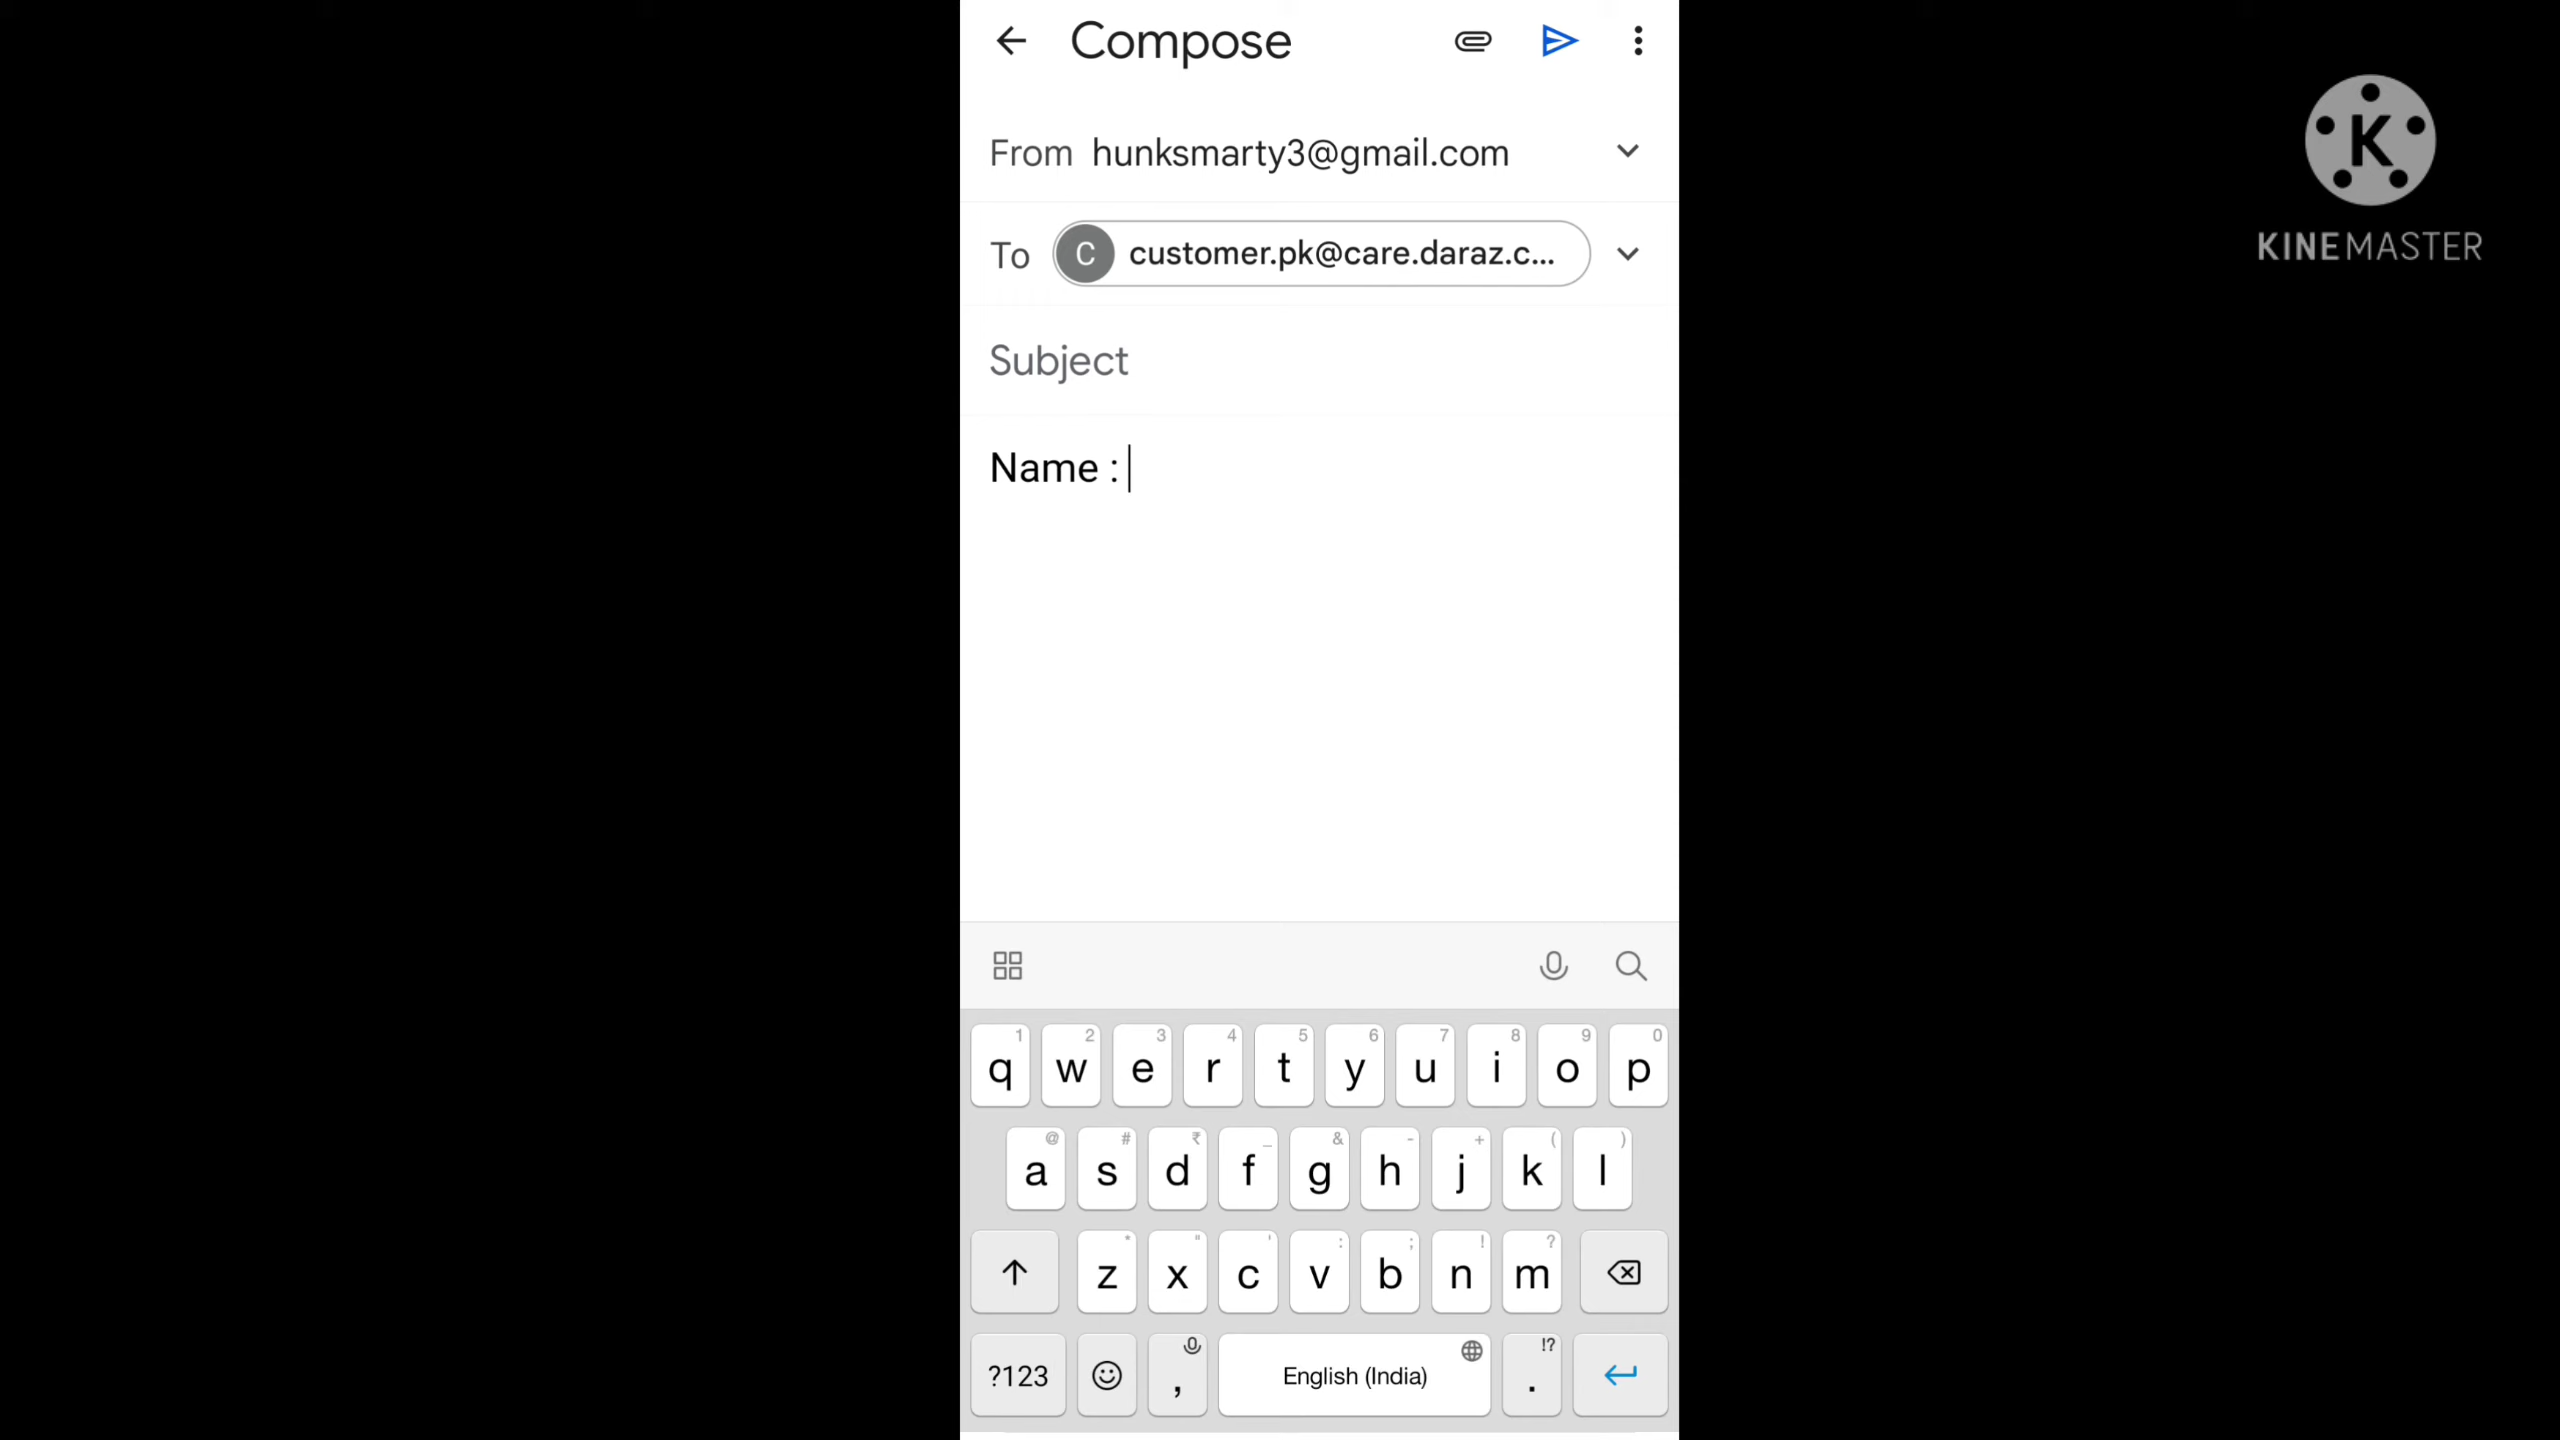 Compose
From hunksmarty3@gmail.com
To C customer.pk@care.daraz.c...
Subject
Name :
K
KINEMASTER
1 2 3 4 5 6 7 8 9 0
q w e r t y u i o p
@ # ₹ _ & - + ( )
a s d f g h j k l
* " ' : ; ! ?
z x c v b n m
!?
?123 , English (India) .